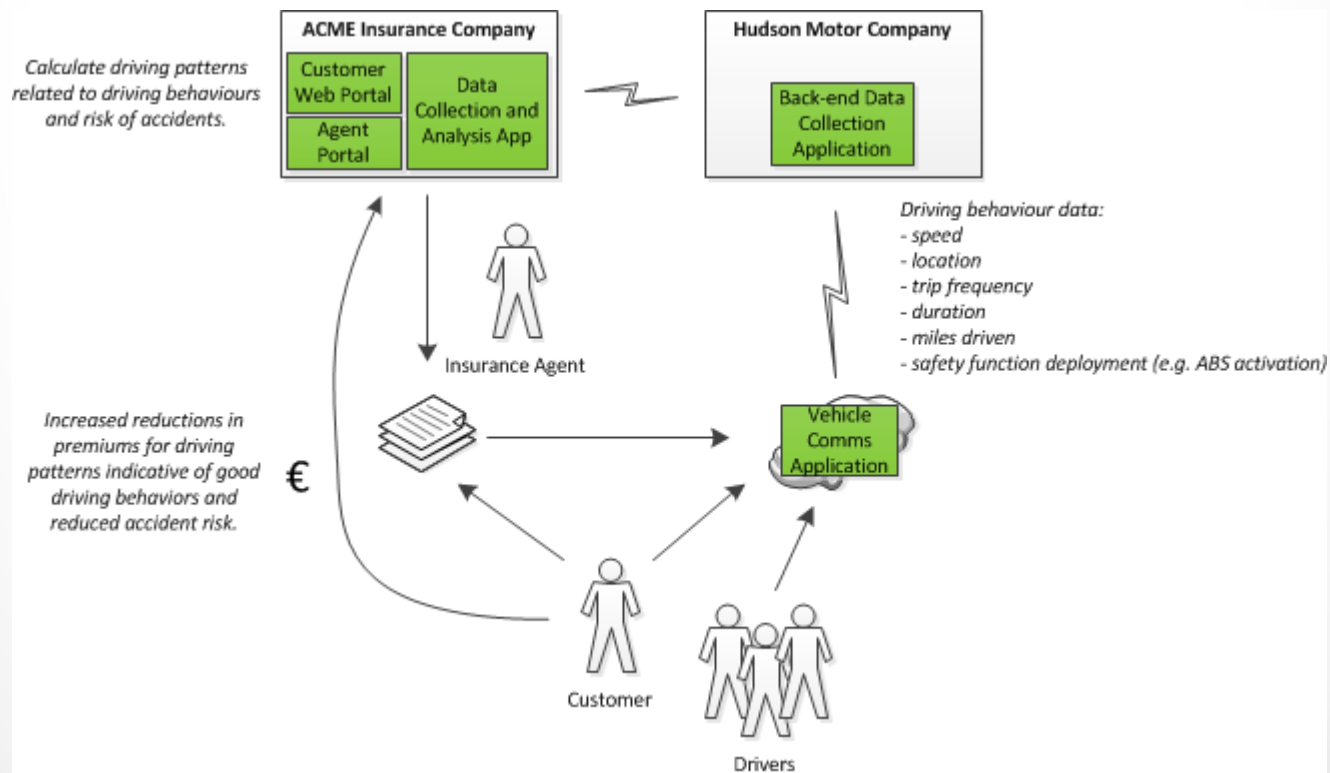 ACME Insurance Company
Hudson Motor Company
Calculate driving patterns
related to driving behaviours
and risk of accidents.
Customer
Web Portal
Agent
Portal
Data
Collection and
Analysis App
Back-end Data
Collection
Application
Driving behaviour data:
- speed
- location
- trip frequency
- duration
- miles driven
- safety function deployment (e.g. ABS activation)
Insurance Agent
Increased reductions in
premiums for driving
patterns indicative of good
driving behaviors and
reduced accident risk.
€
Vehicle
Comms
Application
Customer
Drivers